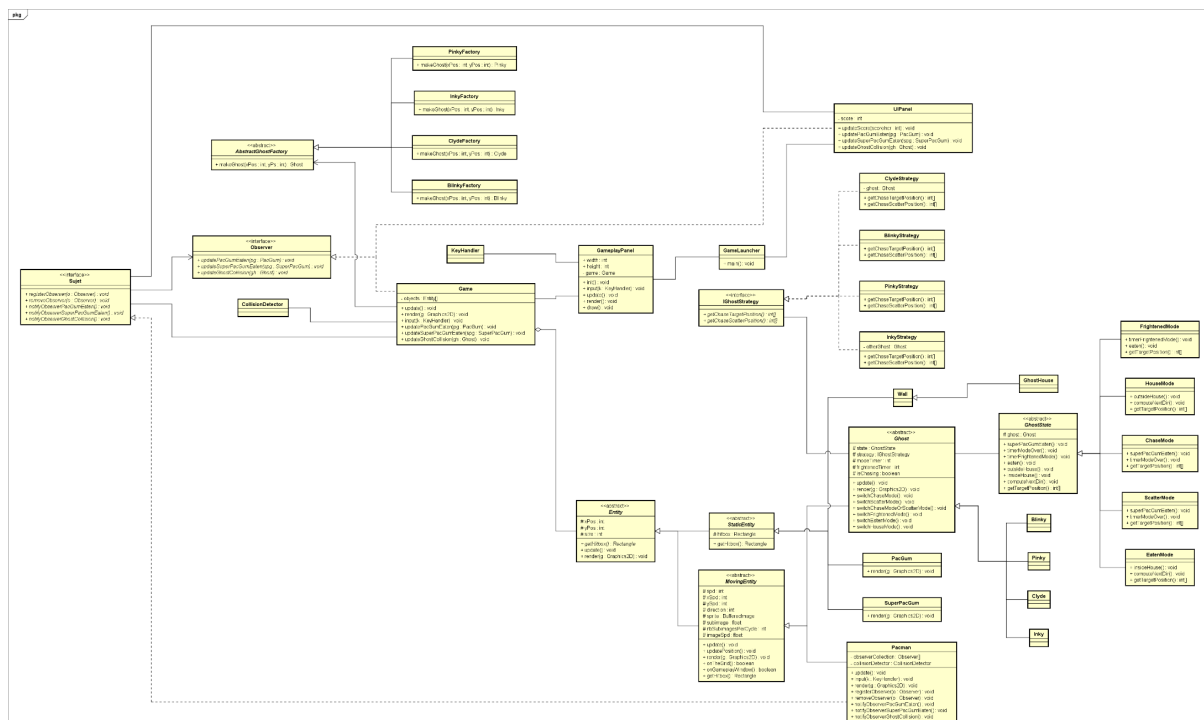 pkg
PinkyFactory
+ makeGhost(xPos : int, yPos : int) : Pinky
InkyFactory
+ makeGhost(xPos : int, yPos : int) : Inky
ClydeFactory
+ makeGhost(xPos : int, yPos : int) : Clyde
BlinkyFactory
+ makeGhost(xPos : int, yPos : int) : Blinky
<<abstract>>
AbstractGhostFactory
UIPanel
- score : int
+ updatePacGumEaten(pg : PacGum) : void
+ updateSuperPacGumEaten(spg : SuperPacGum) : void
+ updateGhostCollision(gh : Ghost) : void
<<interface>>
Observer
+ updatePacGumEaten(pg : PacGum) : void
+ updateSuperPacGumEaten(spg : SuperPacGum) : void
+ updateGhostCollision(gh : Ghost) : void
<<interface>>
Sujet
+ registerObserver(o : Observer) : void
+ removeObserver(o : Observer) : void
+ notifyObserverPacGumEaten() : void
+ notifyObserverSuperPacGumEaten() : void
+ notifyObserverGhostCollision() : void
CollisionDetector
KeyHandler
Game
- objects : Entity[]
+ update() : void
+ render(g : Graphics2D) : void
+ input(k : KeyHandler) : void
+ updatePacGumEaten(pg : PacGum) : void
+ updateSuperPacGumEaten(spg : SuperPacGum) : void
+ updateGhostCollision(gh : Ghost) : void
GameplayPanel
+ width : int
+ height : int
- game : Game
+ init() : void
+ input(k : KeyHandler) : void
+ update() : void
+ render() : void
+ draw() : void
GameLauncher
<<interface>>
IGhostStrategy
+ getChaseTargetPosition() : int[]
+ getChaseScatterPosition() : int[]
ClydeStrategy
- ghost : Ghost
+ getChaseTargetPosition() : int[]
+ getChaseScatterPosition() : int[]
BlinkyStrategy
+ getChaseTargetPosition() : int[]
+ getChaseScatterPosition() : int[]
PinkyStrategy
+ getChaseTargetPosition() : int[]
+ getChaseScatterPosition() : int[]
InkyStrategy
- otherGhost : Ghost
+ getChaseTargetPosition() : int[]
+ getChaseScatterPosition() : int[]
Wall
GhostHouse
<<abstract>>
Ghost
# state : GhostState
# strategy : IGhostStrategy
# modeTimer : int
# frightenedTimer : int
# isChasing : boolean
+ update() : void
+ render(g : Graphics2D) : void
+ switchChaseMode() : void
+ switchScatterMode() : void
+ switchChaseModeOrScatterMode() : void
+ switchFrightenedMode() : void
+ switchEatenMode() : void
+ switchHouseMode() : void
<<abstract>>
GhostState
# ghost : Ghost
+ superPacGumEaten() : void
+ timerModeOver() : void
+ timerFrightenedMode() : void
+ eaten() : void
+ outsideHouse() : void
+ insideHouse() : void
+ computeNextDir() : void
+ getTargetPosition() : int[]
FrightenedMode
+ timerFrightenedMode() : void
+ eaten() : void
+ getTargetPosition() : int[]
HouseMode
+ outsideHouse() : void
+ computeNextDir() : void
+ getTargetPosition() : int[]
ChaseMode
+ superPacGumEaten() : void
+ timerModeOver() : void
+ getTargetPosition() : int[]
ScatterMode
+ superPacGumEaten() : void
+ timerModeOver() : void
+ getTargetPosition() : int[]
EatenMode
+ insideHouse() : void
+ computeNextDir() : void
+ getTargetPosition() : int[]
Blinky
Pinky
Clyde
Inky
<<abstract>>
Entity
# xPos : int
# yPos : int
# size : int
+ getHitbox() : Rectangle
+ update() : void
+ render(g : Graphics2D) : void
<<abstract>>
StaticEntity
# hitbox : Rectangle
+ getHitbox() : Rectangle
PacGum
+ render(g : Graphics2D) : void
SuperPacGum
+ render(g : Graphics2D) : void
<<abstract>>
MovingEntity
# spd : int
# xSpd : int
# ySpd : int
# direction : int
# sprite : BufferedImage
# subimage : float
# nbSubimagesPerCycle : int
# imageSpd : float
+ update() : void
+ updatePosition() : void
+ render(g : Graphics2D) : void
+ onTheGrid() : boolean
+ onGameplayWindow() : boolean
+ getHitbox() : Rectangle
Pacman
- observerCollection : Observer[]
- collisionDetector : CollisionDetector
+ update() : void
+ input(k : KeyHandler) : void
+ render(g : Graphics2D) : void
+ registerObserver(o : Observer) : void
+ removeObserver(o : Observer) : void
+ notifyObserverPacGumEaten() : void
+ notifyObserverSuperPacGumEaten() : void
+ notifyObserverGhostCollision() : void